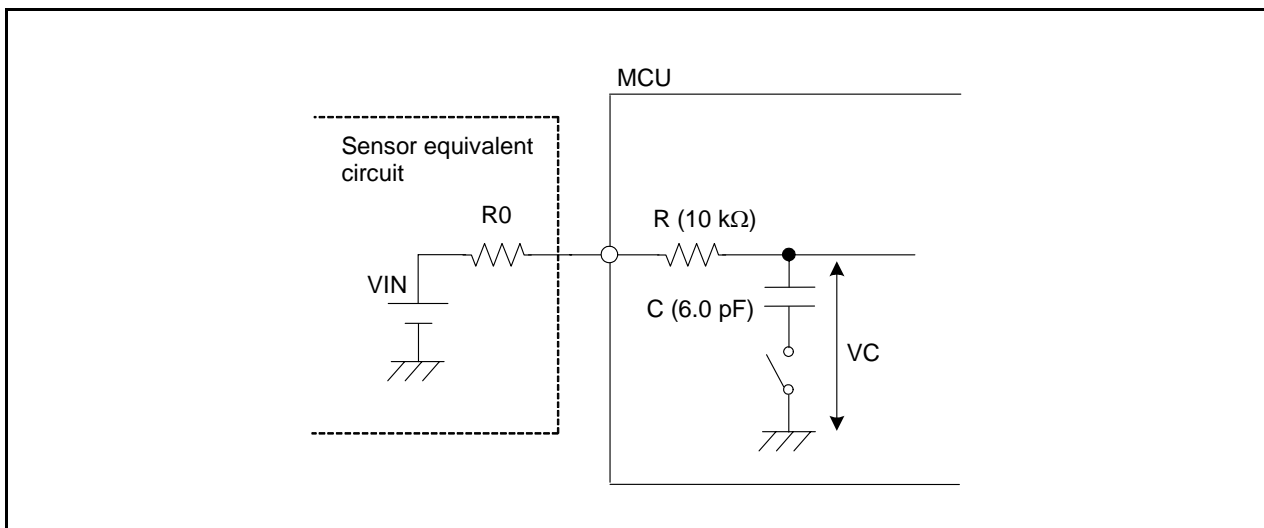 MCU
Sensor equivalent
circuit
R0
R (10 kΩ)
VIN
C (6.0 pF)
VC